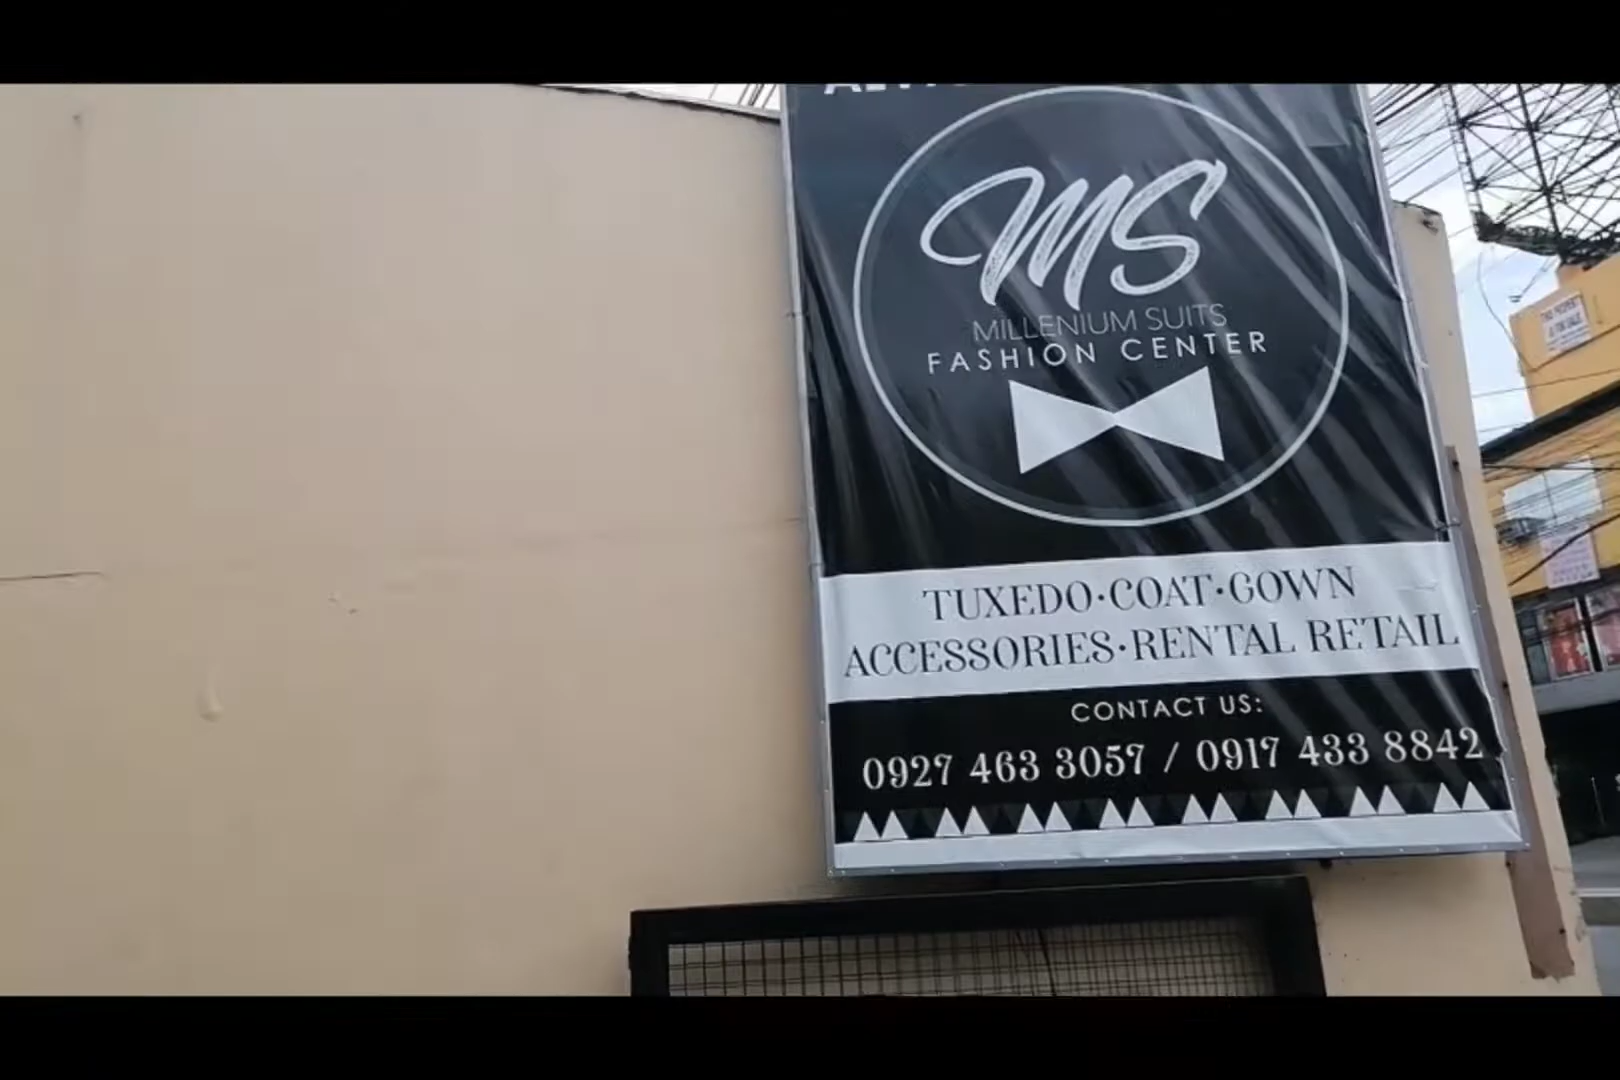 MS
MILLENIUM SUITS
FASHION CENTER
TUXEDO·COAT·GOWN
ACCESSORIES·RENTAL RETAIL
CONTACT US:
0927 463 3057 / 0917 433 8842